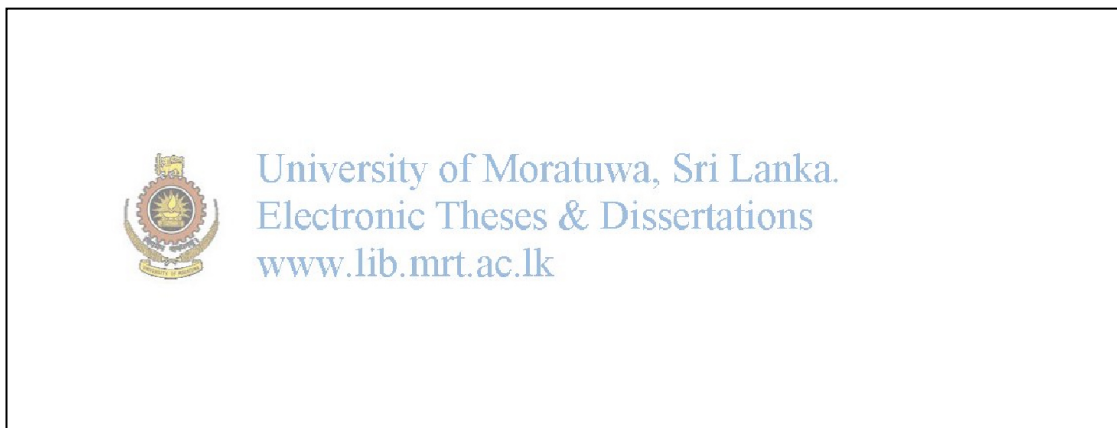 University of Moratuwa, Sri Lanka.
Electronic Theses & Dissertations
www.lib.mrt.ac.lk